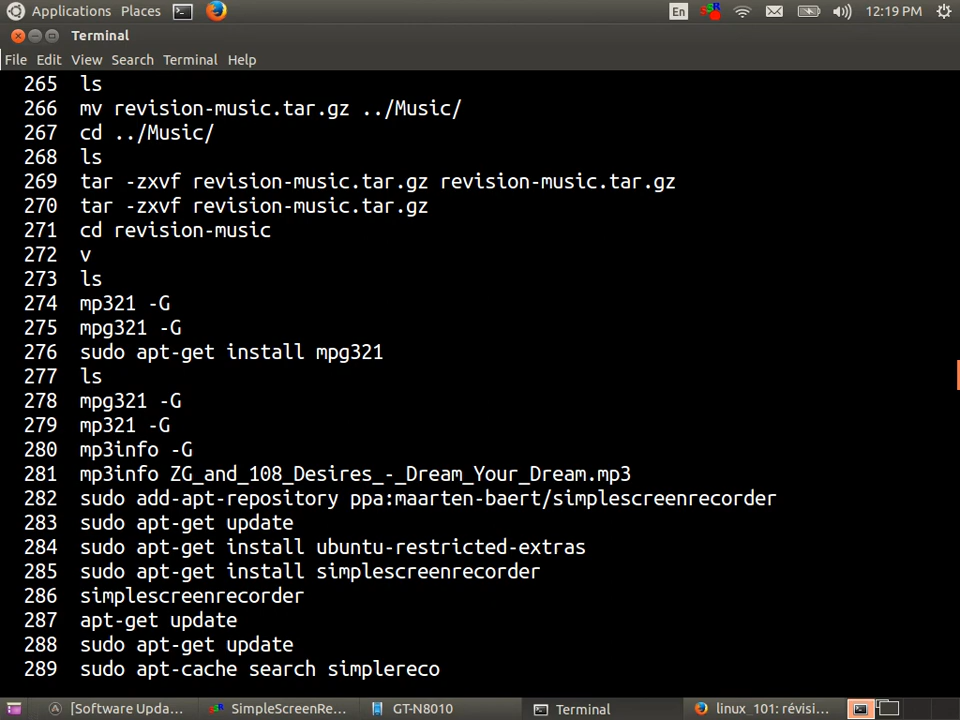 Applications Places En 12:19 PM
Terminal
File Edit View Search Terminal Help
265 ls
266 mv revision-music.tar.gz ../Music/
267 cd ../Music/
268 ls
269 tar -zxvf revision-music.tar.gz revision-music.tar.gz
270 tar -zxvf revision-music.tar.gz
271 cd revision-music
272 v
273 ls
274 mp321 -G
275 mpg321 -G
276 sudo apt-get install mpg321
277 ls
278 mpg321 -G
279 mp321 -G
280 mp3info -G
281 mp3info ZG_and_108_Desires_-_Dream_Your_Dream.mp3
282 sudo add-apt-repository ppa:maarten-baert/simplescreenrecorder
283 sudo apt-get update
284 sudo apt-get install ubuntu-restricted-extras
285 sudo apt-get install simplescreenrecorder
286 simplescreenrecorder
287 apt-get update
288 sudo apt-get update
289 sudo apt-cache search simplereco
[Software Upda... SimpleScreenRe... GT-N8010 Terminal linux_101: révisi...